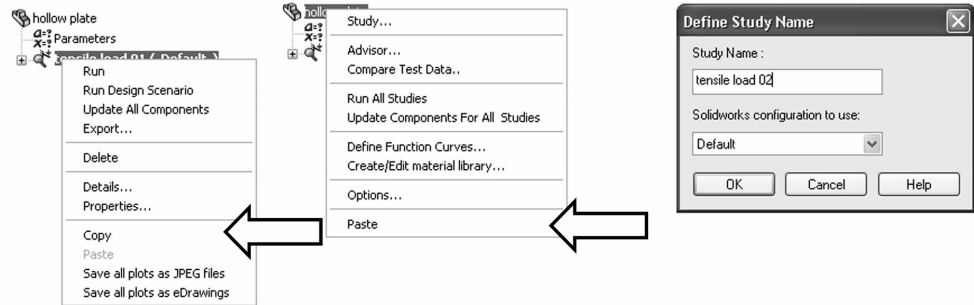 hollow plate
Parameters
tensile load 01 ( Default )
Run
Run Design Scenario
Update All Components
Export...
Delete
Details...
Properties...
Copy
Paste
Save all plots as JPEG files
Save all plots as eDrawings
Study...
Advisor...
Compare Test Data..
Run All Studies
Update Components For All Studies
Define Function Curves...
Create/Edit material library...
Options...
Paste
Define Study Name
Study Name :
tensile load 02
Solidworks configuration to use:
Default
OK
Cancel
Help